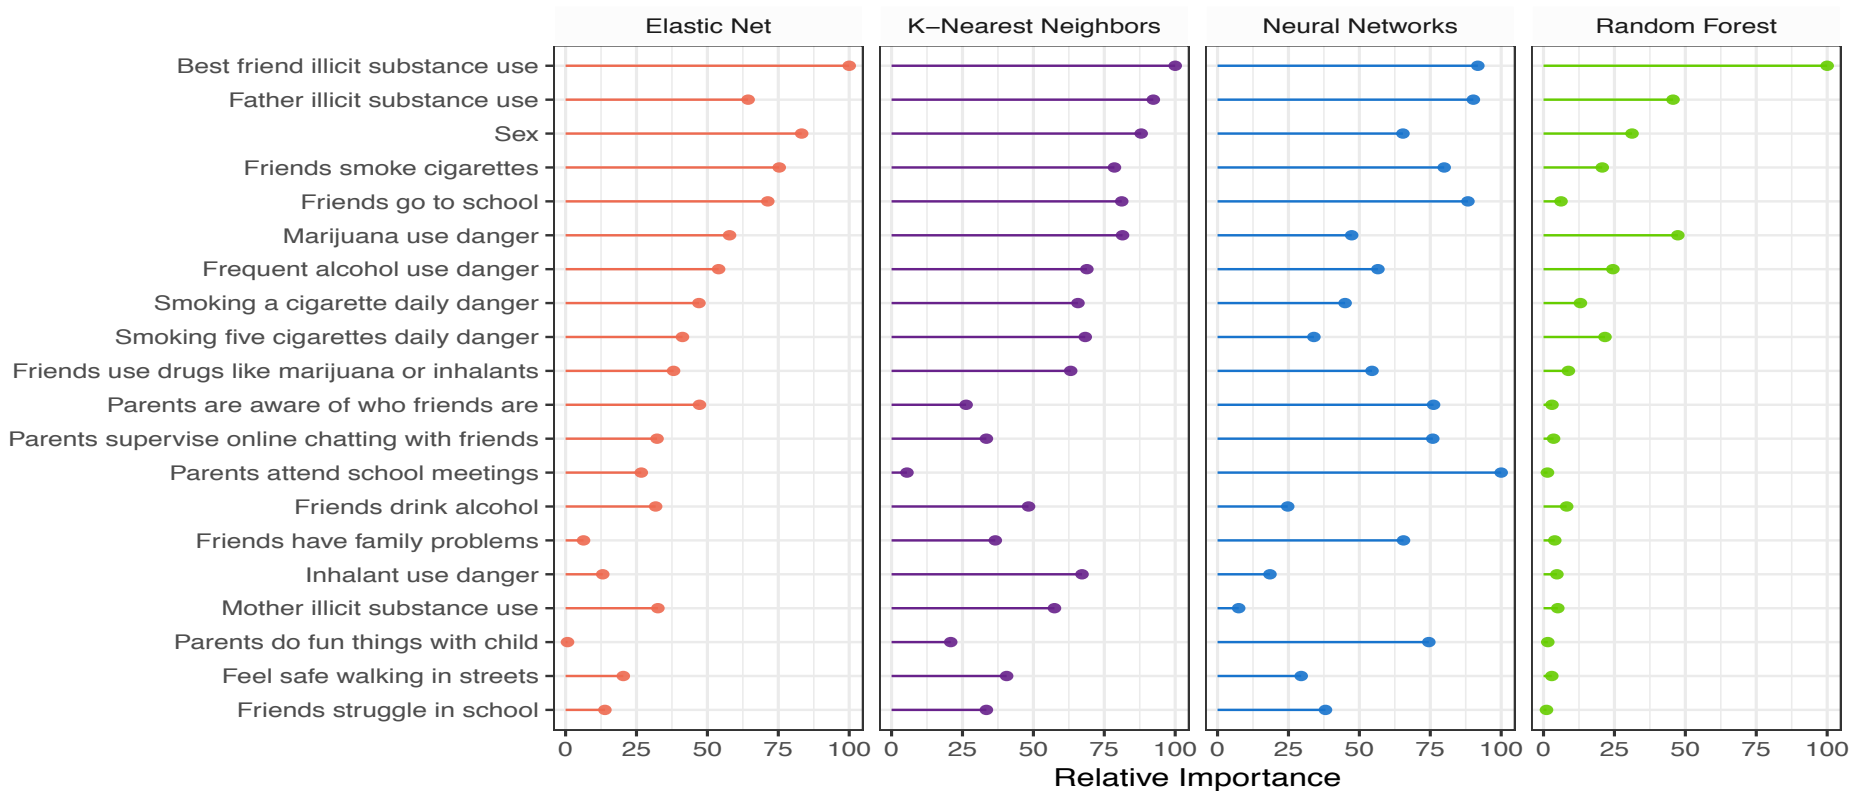 Elastic Net
K−Nearest Neighbors
Neural Networks
Random Forest
Best friend illicit substance use
Father illicit substance use
Sex
Friends smoke cigarettes
Friends go to school
Marijuana use danger
Frequent alcohol use danger
Smoking a cigarette daily danger
Smoking five cigarettes daily danger
Friends use drugs like marijuana or inhalants
Parents are aware of who friends are
Parents supervise online chatting with friends
Parents attend school meetings
Friends drink alcohol
Friends have family problems
Inhalant use danger
Mother illicit substance use
Parents do fun things with child
Feel safe walking in streets
Friends struggle in school
0 25 50 75 100 0 25 50 75 100 0 25 50 75 100 0 25 50 75 100
Relative Importance